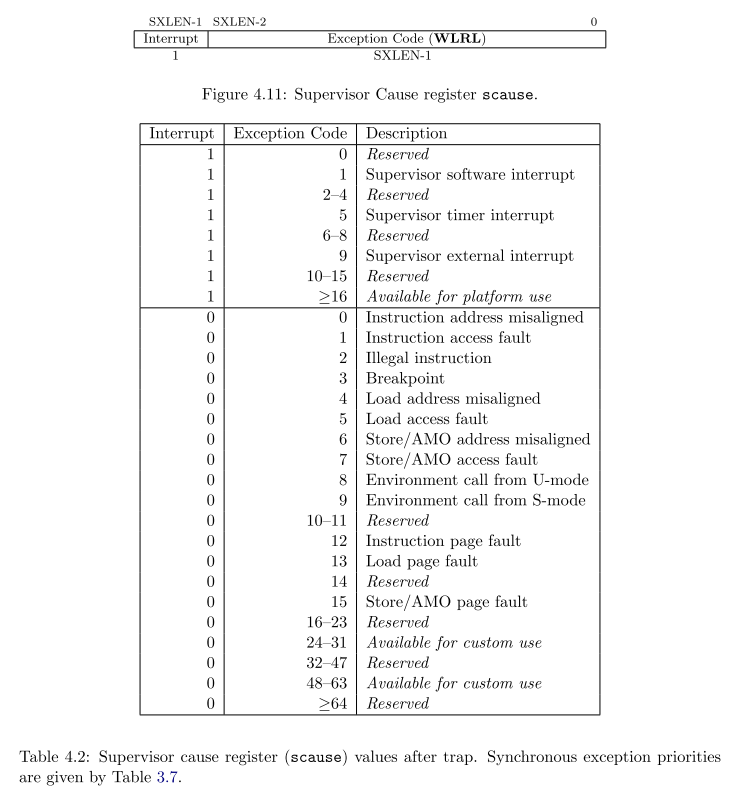 SXLEN-1 SXLEN-2 0
Interrupt Exception Code (WLRL)
1 SXLEN-1
Figure 4.11: Supervisor Cause register scause.
Interrupt Exception Code Description
1 0 Reserved
1 1 Supervisor software interrupt
1 2–4 Reserved
1 5 Supervisor timer interrupt
1 6–8 Reserved
1 9 Supervisor external interrupt
1 10–15 Reserved
1 ≥16 Available for platform use
0 0 Instruction address misaligned
0 1 Instruction access fault
0 2 Illegal instruction
0 3 Breakpoint
0 4 Load address misaligned
0 5 Load access fault
0 6 Store/AMO address misaligned
0 7 Store/AMO access fault
0 8 Environment call from U-mode
0 9 Environment call from S-mode
0 10–11 Reserved
0 12 Instruction page fault
0 13 Load page fault
0 14 Reserved
0 15 Store/AMO page fault
0 16–23 Reserved
0 24–31 Available for custom use
0 32–47 Reserved
0 48–63 Available for custom use
0 ≥64 Reserved
Table 4.2: Supervisor cause register (scause) values after trap. Synchronous exception priorities
are given by Table 3.7.